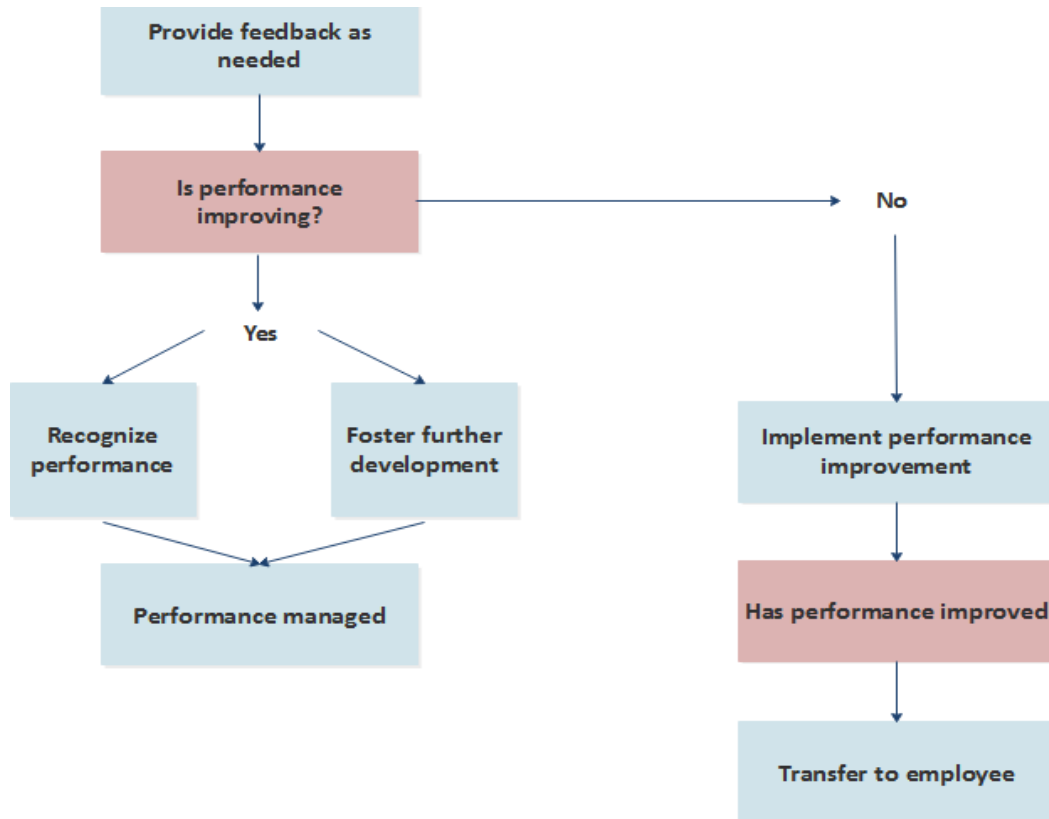 Provide feedback as
needed
Is performance
improving?
No
Yes
Recognize
performance
Foster further
development
Implement performance
improvement
Performance managed
Has performance improved
Transfer to employee